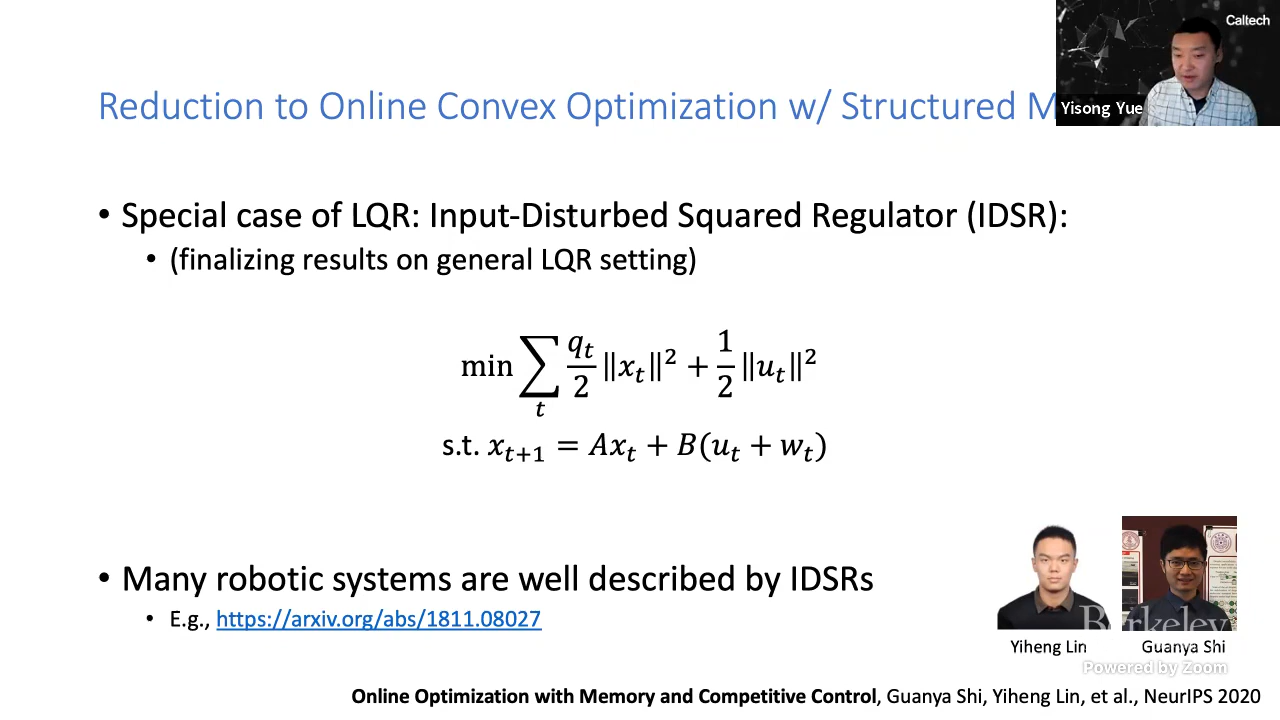 Caltech
Yisong Yue
Reduction to Online Convex Optimization w/ Structured M
• Special case of LQR: Input-Disturbed Squared Regulator (IDSR):
• (finalizing results on general LQR setting)
min ∑_t q_t/2 ‖x_t‖² + 1/2 ‖u_t‖²
s.t. x_{t+1} = Ax_t + B(u_t + w_t)
• Many robotic systems are well described by IDSRs
• E.g., https://arxiv.org/abs/1811.08027
Berkeley
Yiheng Lin Guanya Shi
Powered by Zoom
Online Optimization with Memory and Competitive Control, Guanya Shi, Yiheng Lin, et al., NeurIPS 2020